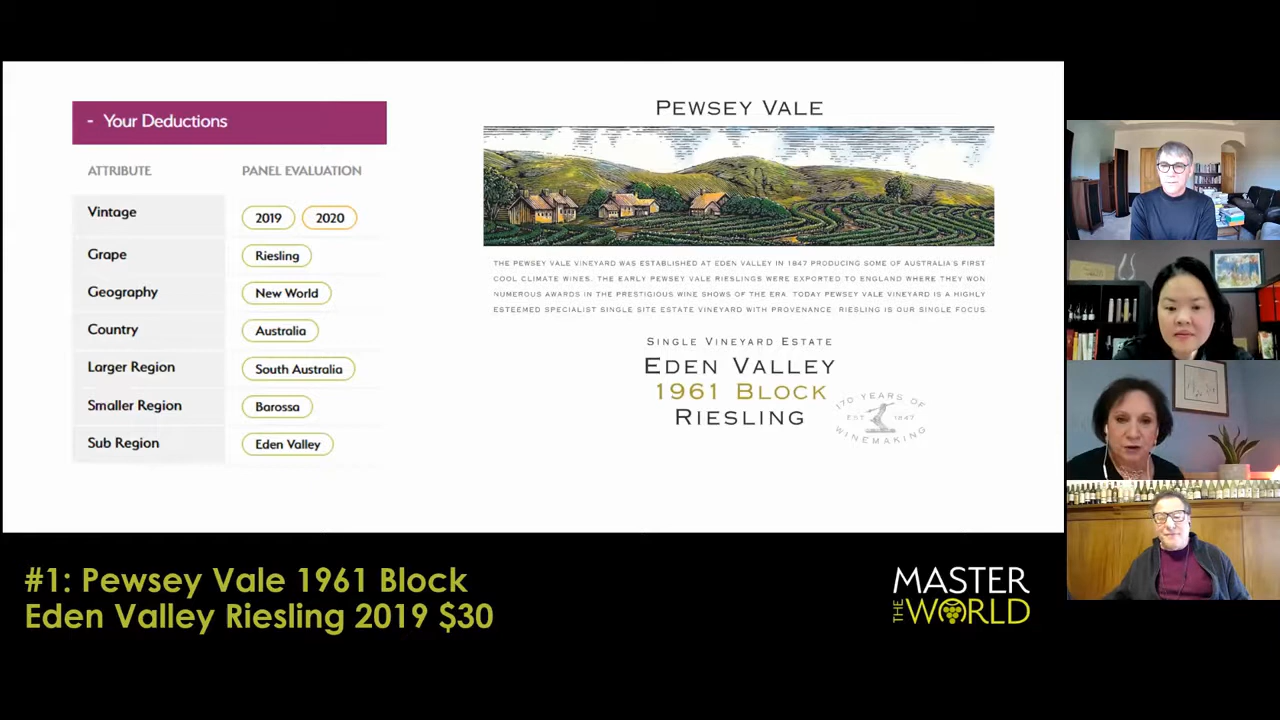 - Your Deductions
ATTRIBUTE PANEL EVALUATION
Vintage 2019 2020
Grape Riesling
Geography New World
Country Australia
Larger Region South Australia
Smaller Region Barossa
Sub Region Eden Valley
PEWSEY VALE
THE PEWSEY VALE VINEYARD WAS ESTABLISHED AT EDEN VALLEY IN 1847 PRODUCING SOME OF AUSTRALIA'S FIRST
COOL CLIMATE WINES. THE EARLY PEWSEY VALE RIESLINGS WERE EXPORTED TO ENGLAND WHERE THEY WON
NUMEROUS AWARDS IN THE PRESTIGIOUS WINE SHOWS OF THE ERA. TODAY PEWSEY VALE VINEYARD IS A HIGHLY
ESTEEMED SPECIALIST SINGLE SITE ESTATE VINEYARD WITH PROVENANCE. RIESLING IS OUR SINGLE FOCUS
SINGLE VINEYARD ESTATE
EDEN VALLEY
1961 BLOCK
RIESLING
170 YEARS OF
EST 1847
WINEMAKING
#1: Pewsey Vale 1961 Block
Eden Valley Riesling 2019 $30
MASTER
THE WORLD